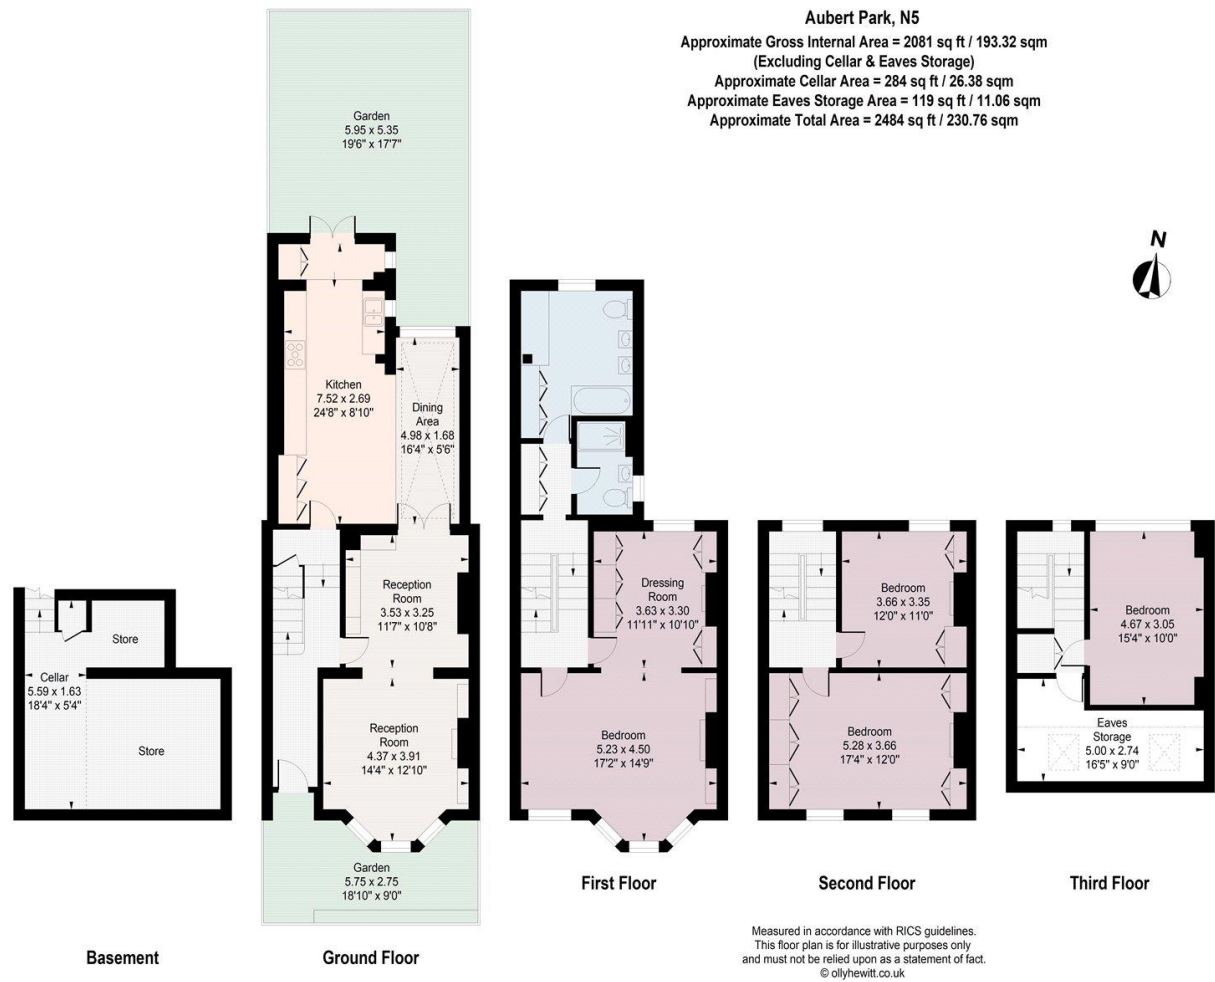 Aubert Park, N5
Approximate Gross Internal Area = 2081 sq ft / 193.32 sqm
(Excluding Cellar & Eaves Storage)
Approximate Cellar Area = 284 sq ft / 26.38 sqm
Approximate Eaves Storage Area = 119 sq ft / 11.06 sqm
Approximate Total Area = 2484 sq ft / 230.76 sqm
N
Store
Cellar
5.59 x 1.63
18'4" x 5'4"
Store
Basement
Garden
5.95 x 5.35
19'6" x 17'7"
Kitchen
7.52 x 2.69
24'8" x 8'10"
Dining
Area
4.98 x 1.68
16'4" x 5'6"
Reception
Room
3.53 x 3.25
11'7" x 10'8"
Reception
Room
4.37 x 3.91
14'4" x 12'10"
Garden
5.75 x 2.75
18'10" x 9'0"
Ground Floor
Dressing
Room
3.63 x 3.30
11'11" x 10'10"
Bedroom
5.23 x 4.50
17'2" x 14'9"
First Floor
Bedroom
3.66 x 3.35
12'0" x 11'0"
Bedroom
5.28 x 3.66
17'4" x 12'0"
Second Floor
Bedroom
4.67 x 3.05
15'4" x 10'0"
Eaves
Storage
5.00 x 2.74
16'5" x 9'0"
Third Floor
Measured in accordance with RICS guidelines.
This floor plan is for illustrative purposes only
and must not be relied upon as a statement of fact.
© ollyhewitt.co.uk